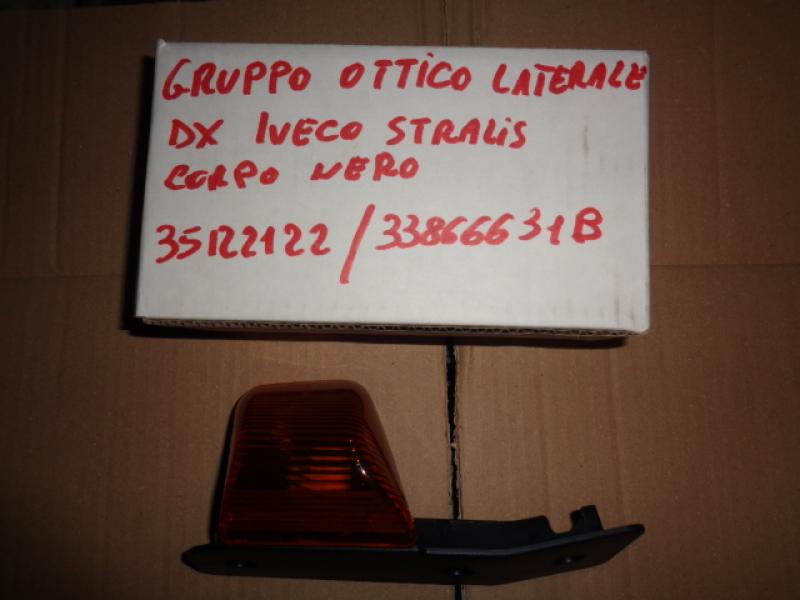 GRUPPO OTTICO LATERALE
DX IVECO STRALIS
CORPO NERO
35122122/33866631B